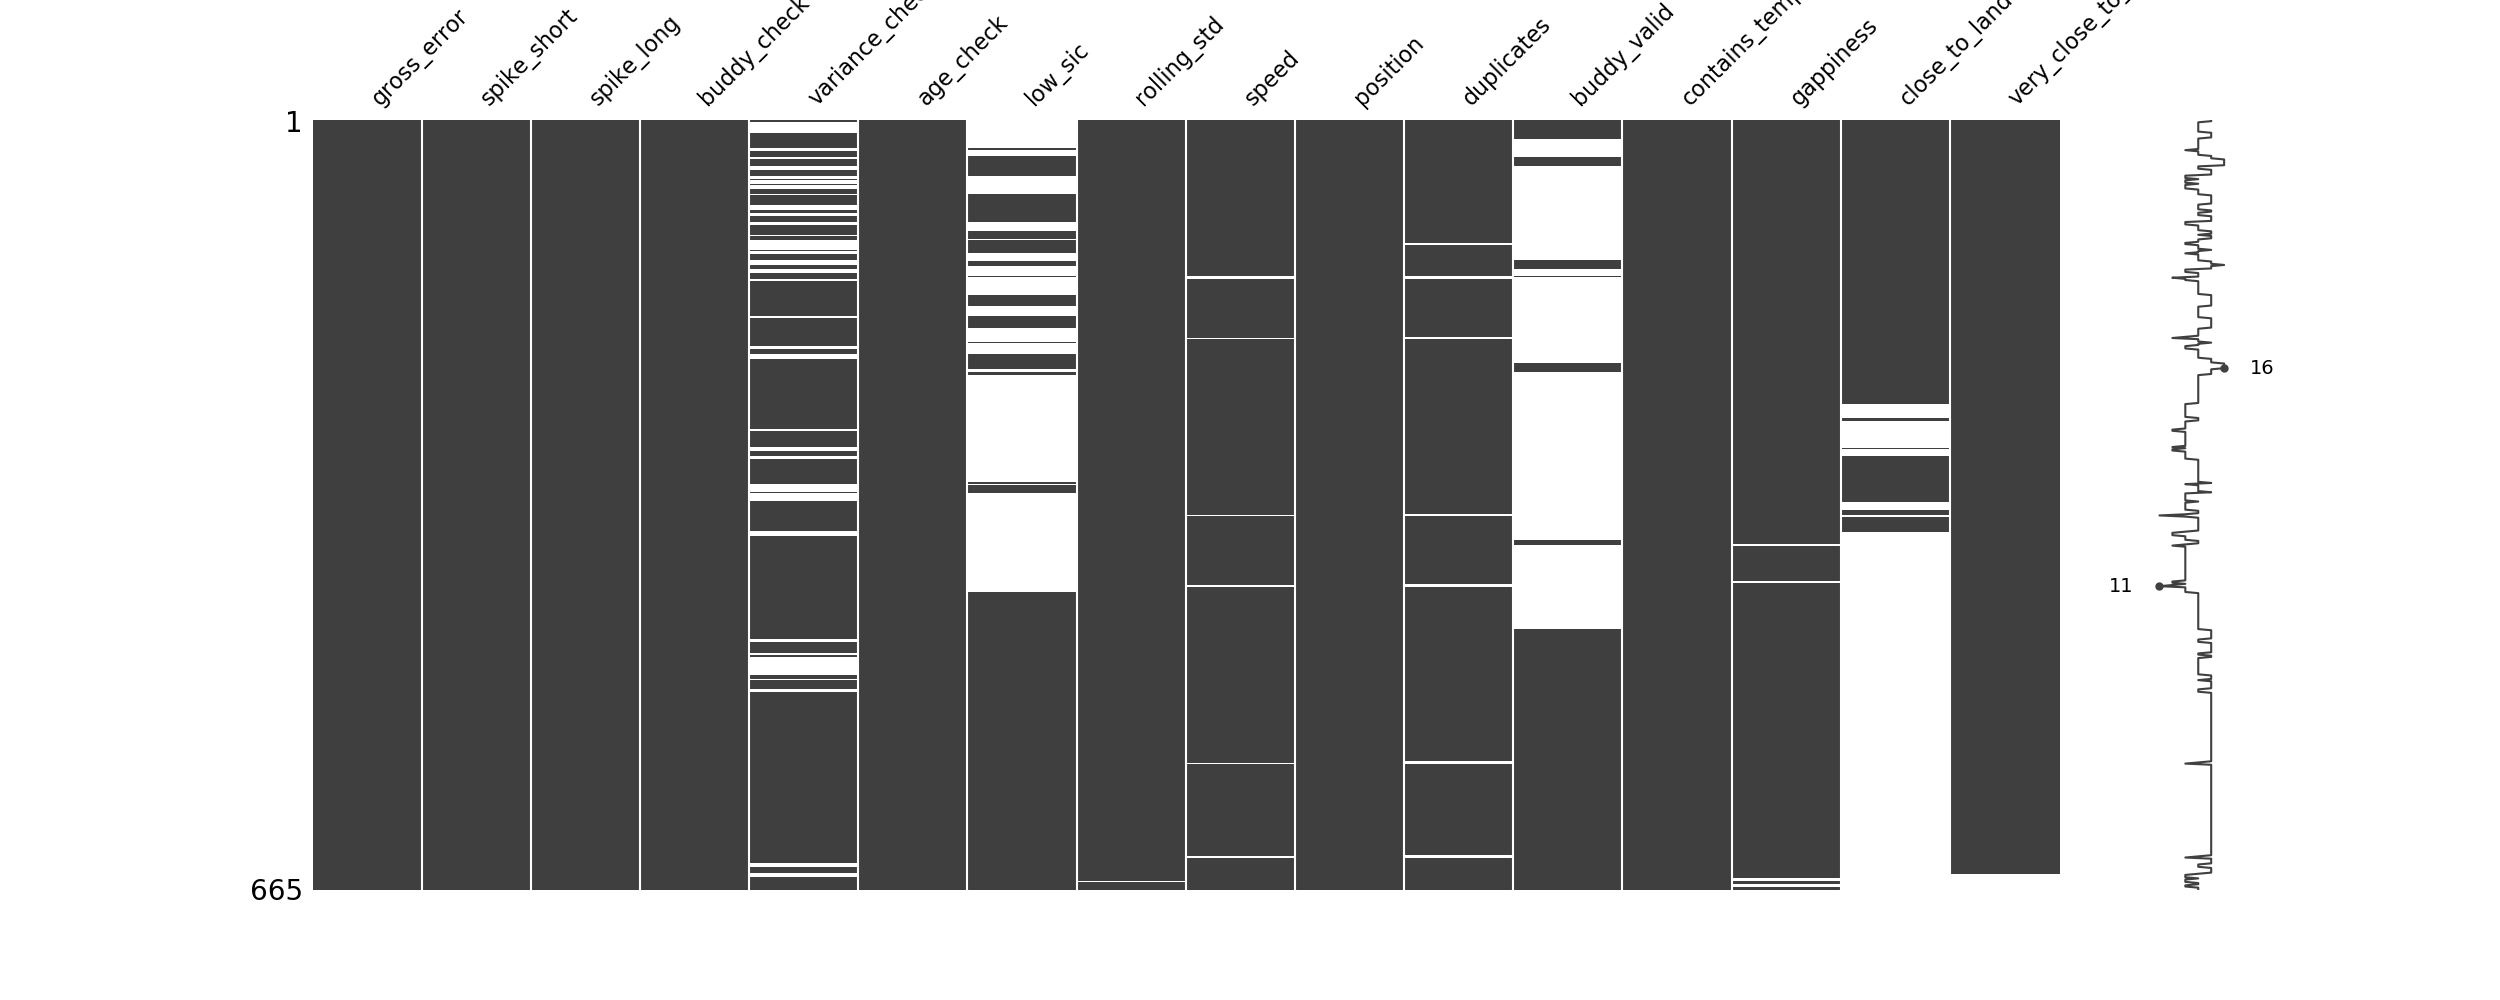 gross_error
spike_short
spike_long
buddy_check
variance_chec
age_check
low_sic
rolling_std
speed
position
duplicates
buddy_valid
contains_temp
gappiness
close_to_land
very_close_to_
1
16
11
665